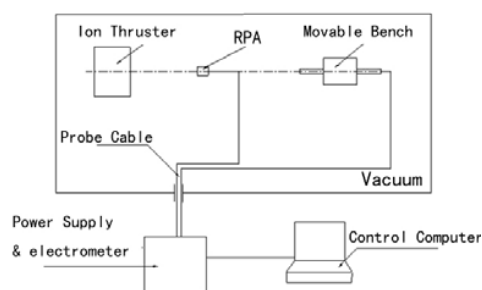 Ion Thruster
RPA
Movable Bench
Probe Cable
Vacuum
Power Supply
& electrometer
Control Computer